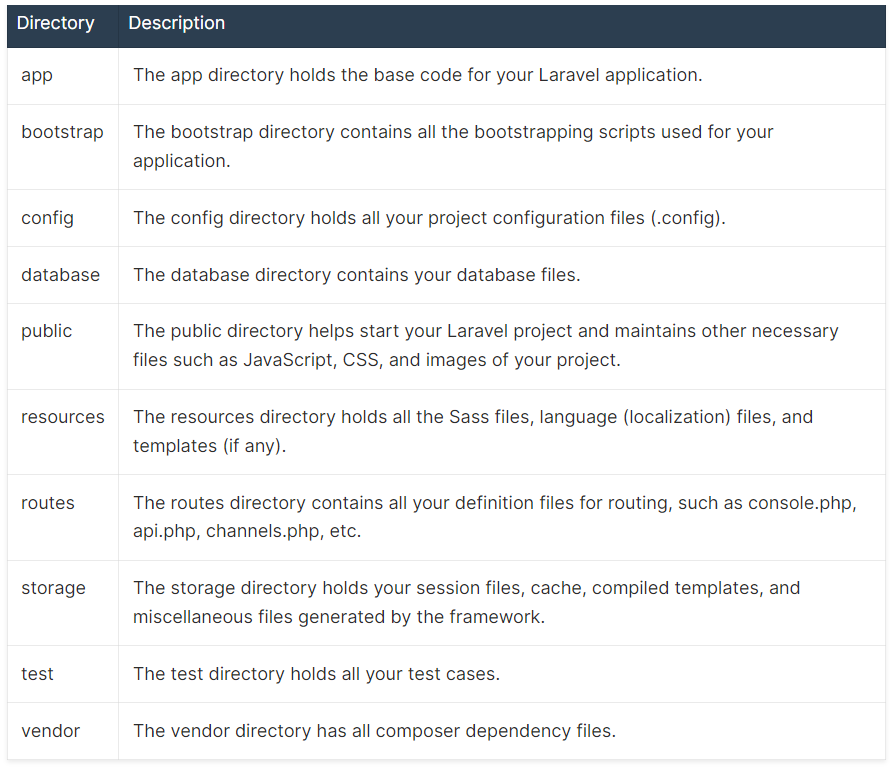 Directory Description
app The app directory holds the base code for your Laravel application.
bootstrap The bootstrap directory contains all the bootstrapping scripts used for your
application.
config The config directory holds all your project configuration files (.config).
database The database directory contains your database files.
public The public directory helps start your Laravel project and maintains other necessary
files such as JavaScript, CSS, and images of your project.
resources The resources directory holds all the Sass files, language (localization) files, and
templates (if any).
routes The routes directory contains all your definition files for routing, such as console.php,
api.php, channels.php, etc.
storage The storage directory holds your session files, cache, compiled templates, and
miscellaneous files generated by the framework.
test The test directory holds all your test cases.
vendor The vendor directory has all composer dependency files.